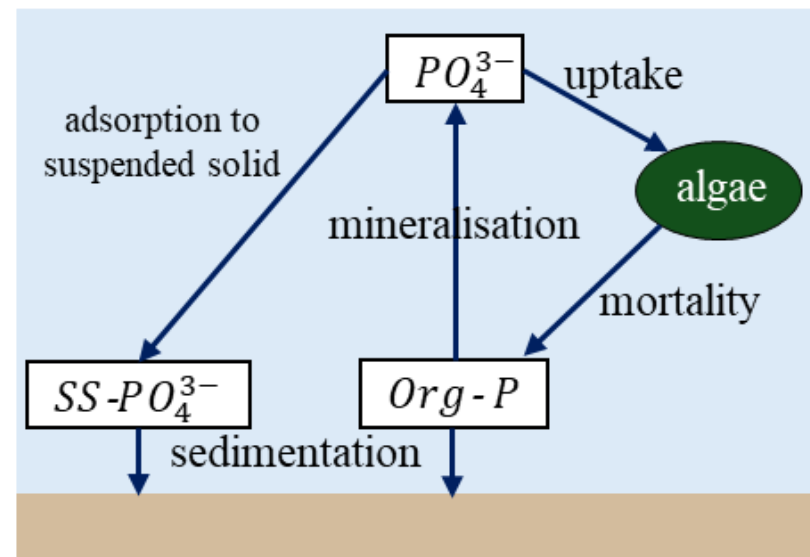 PO₄³⁻
uptake
adsorption to
suspended solid
algae
mineralisation
mortality
SS-PO₄³⁻
Org-P
sedimentation